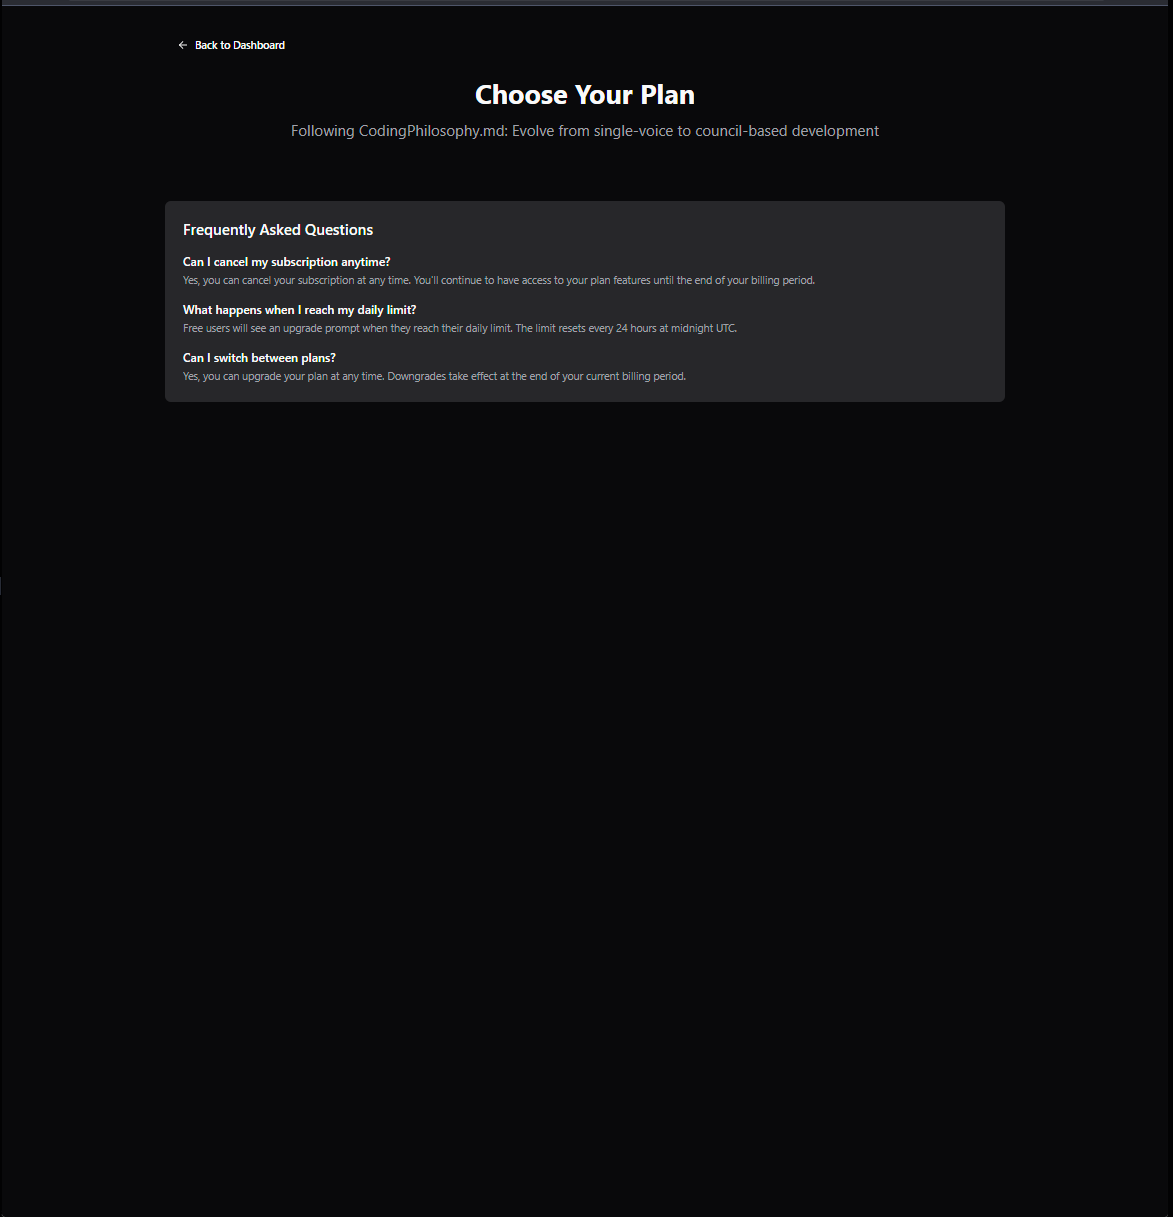 Back to Dashboard
Choose Your Plan
Following CodingPhilosophy.md: Evolve from single-voice to council-based development
Frequently Asked Questions
Can I cancel my subscription anytime?
Yes, you can cancel your subscription at any time. You'll continue to have access to your plan features until the end of your billing period.
What happens when I reach my daily limit?
Free users will see an upgrade prompt when they reach their daily limit. The limit resets every 24 hours at midnight UTC.
Can I switch between plans?
Yes, you can upgrade your plan at any time. Downgrades take effect at the end of your current billing period.